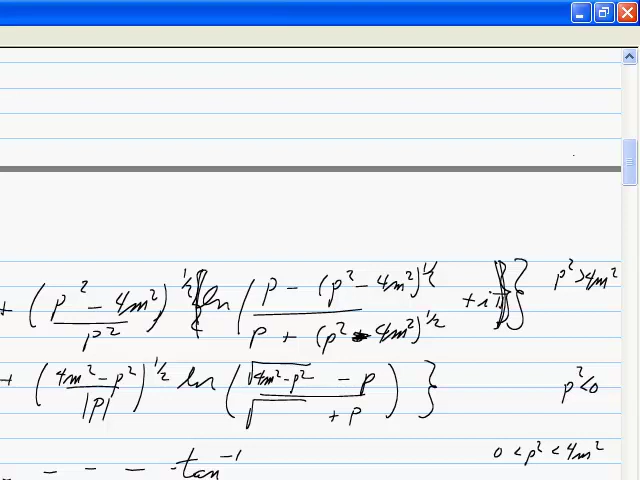 + ( (p² - 4m²) / p² )^{1/2} { ln ( (p - (p² - 4m²)^{1/2}) / (p + (p² - 4m²)^{1/2}) + iπ } } p² > 4m²
+ ( (4m² - p²) / |p| )^{1/2} ln ( (√(4m² - p²) - p) / (√ + p) ) } p² < 0
- - - tan⁻¹ 0 < p² < 4m²